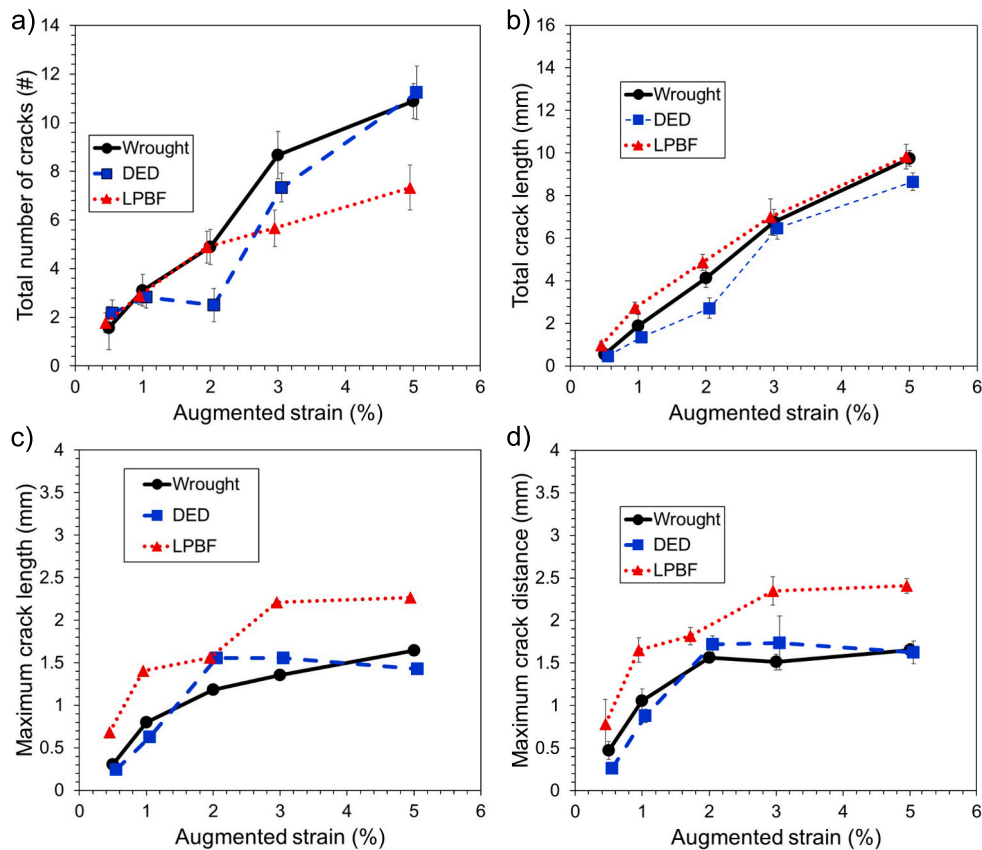 a)
Total number of cracks (#)
14
12
10
8
6
4
2
0
Wrought
DED
LPBF
0 1 2 3 4 5 6
Augmented strain (%)
b)
Total crack length (mm)
16
14
12
10
8
6
4
2
0
Wrought
DED
LPBF
0 1 2 3 4 5 6
Augmented strain (%)
c)
Maximum crack length (mm)
4
3.5
3
2.5
2
1.5
1
0.5
0
Wrought
DED
LPBF
0 1 2 3 4 5 6
Augmented strain (%)
d)
Maximum crack distance (mm)
4
3.5
3
2.5
2
1.5
1
0.5
0
Wrought
DED
LPBF
0 1 2 3 4 5 6
Augmented strain (%)